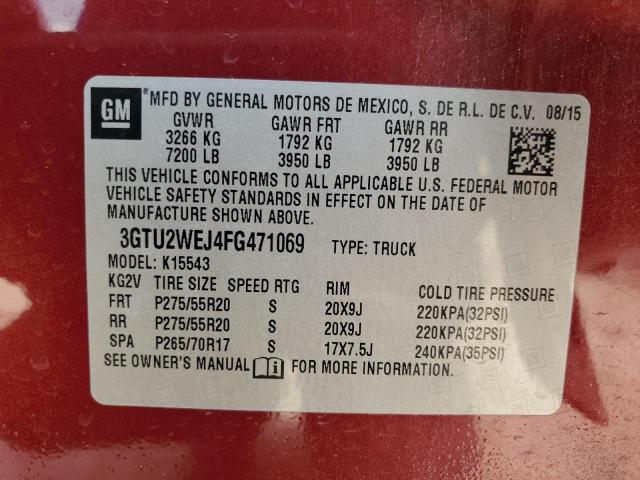 GM MFD BY GENERAL MOTORS DE MEXICO, S. DE R.L. DE C.V. 08/15
GVWR GAWR FRT GAWR RR
3266 KG 1792 KG 1792 KG
7200 LB 3950 LB 3950 LB
THIS VEHICLE CONFORMS TO ALL APPLICABLE U.S. FEDERAL MOTOR
VEHICLE SAFETY STANDARDS IN EFFECT ON THE DATE OF
MANUFACTURE SHOWN ABOVE.
3GTU2WEJ4FG471069 TYPE: TRUCK
MODEL: K15543
KG2V TIRE SIZE SPEED RTG RIM COLD TIRE PRESSURE
FRT P275/55R20 S 20X9J 220KPA(32PSI)
RR P275/55R20 S 20X9J 220KPA(32PSI)
SPA P265/70R17 S 17X7.5J 240KPA(35PSI)
SEE OWNER'S MANUAL FOR MORE INFORMATION.